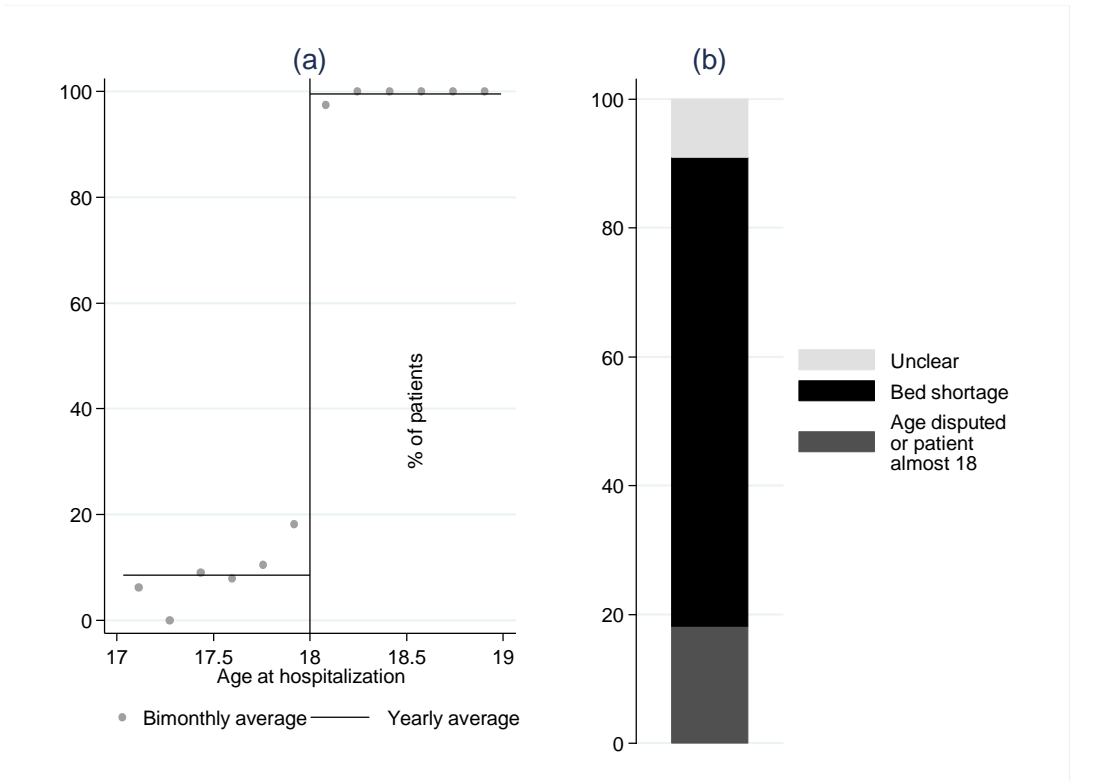 (a)
100
80
60
40
20
0
17 17.5 18 18.5 19
Age at hospitalization
% of patients
Bimonthly average Yearly average
(b)
100
80
60
40
20
0
Unclear
Bed shortage
Age disputed
or patient
almost 18